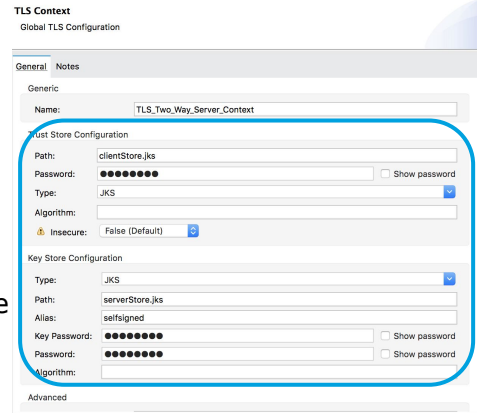 TLS Context
Global TLS Configuration
General Notes
Generic
Name: TLS_Two_Way_Server_Context
Trust Store Configuration
Path: clientStore.jks
Password: ●●●●●●●● Show password
Type: JKS
Algorithm:
Insecure: False (Default)
Key Store Configuration
Type: JKS
Path: serverStore.jks
e
Alias: selfsigned
Key Password: ●●●●●●●● Show password
Password: ●●●●●●●● Show password
Algorithm:
Advanced